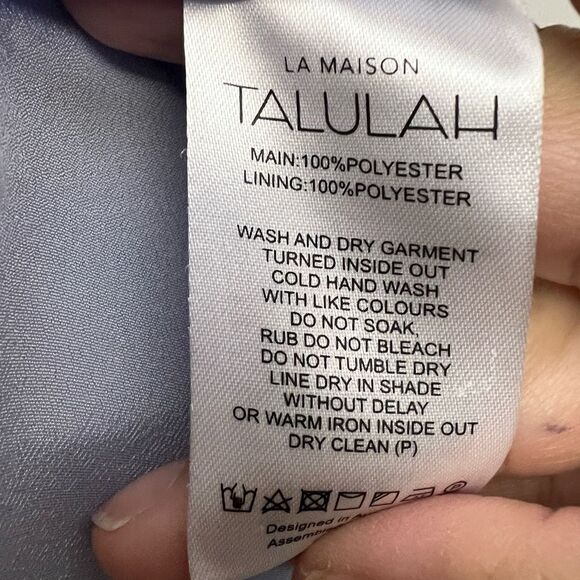 LA MAISON
TALULAH
MAIN:100%POLYESTER
LINING:100%POLYESTER
WASH AND DRY GARMENT
TURNED INSIDE OUT
COLD HAND WASH
WITH LIKE COLOURS
DO NOT SOAK,
RUB DO NOT BLEACH
DO NOT TUMBLE DRY
LINE DRY IN SHADE
WITHOUT DELAY
OR WARM IRON INSIDE OUT
DRY CLEAN (P)
Designed in